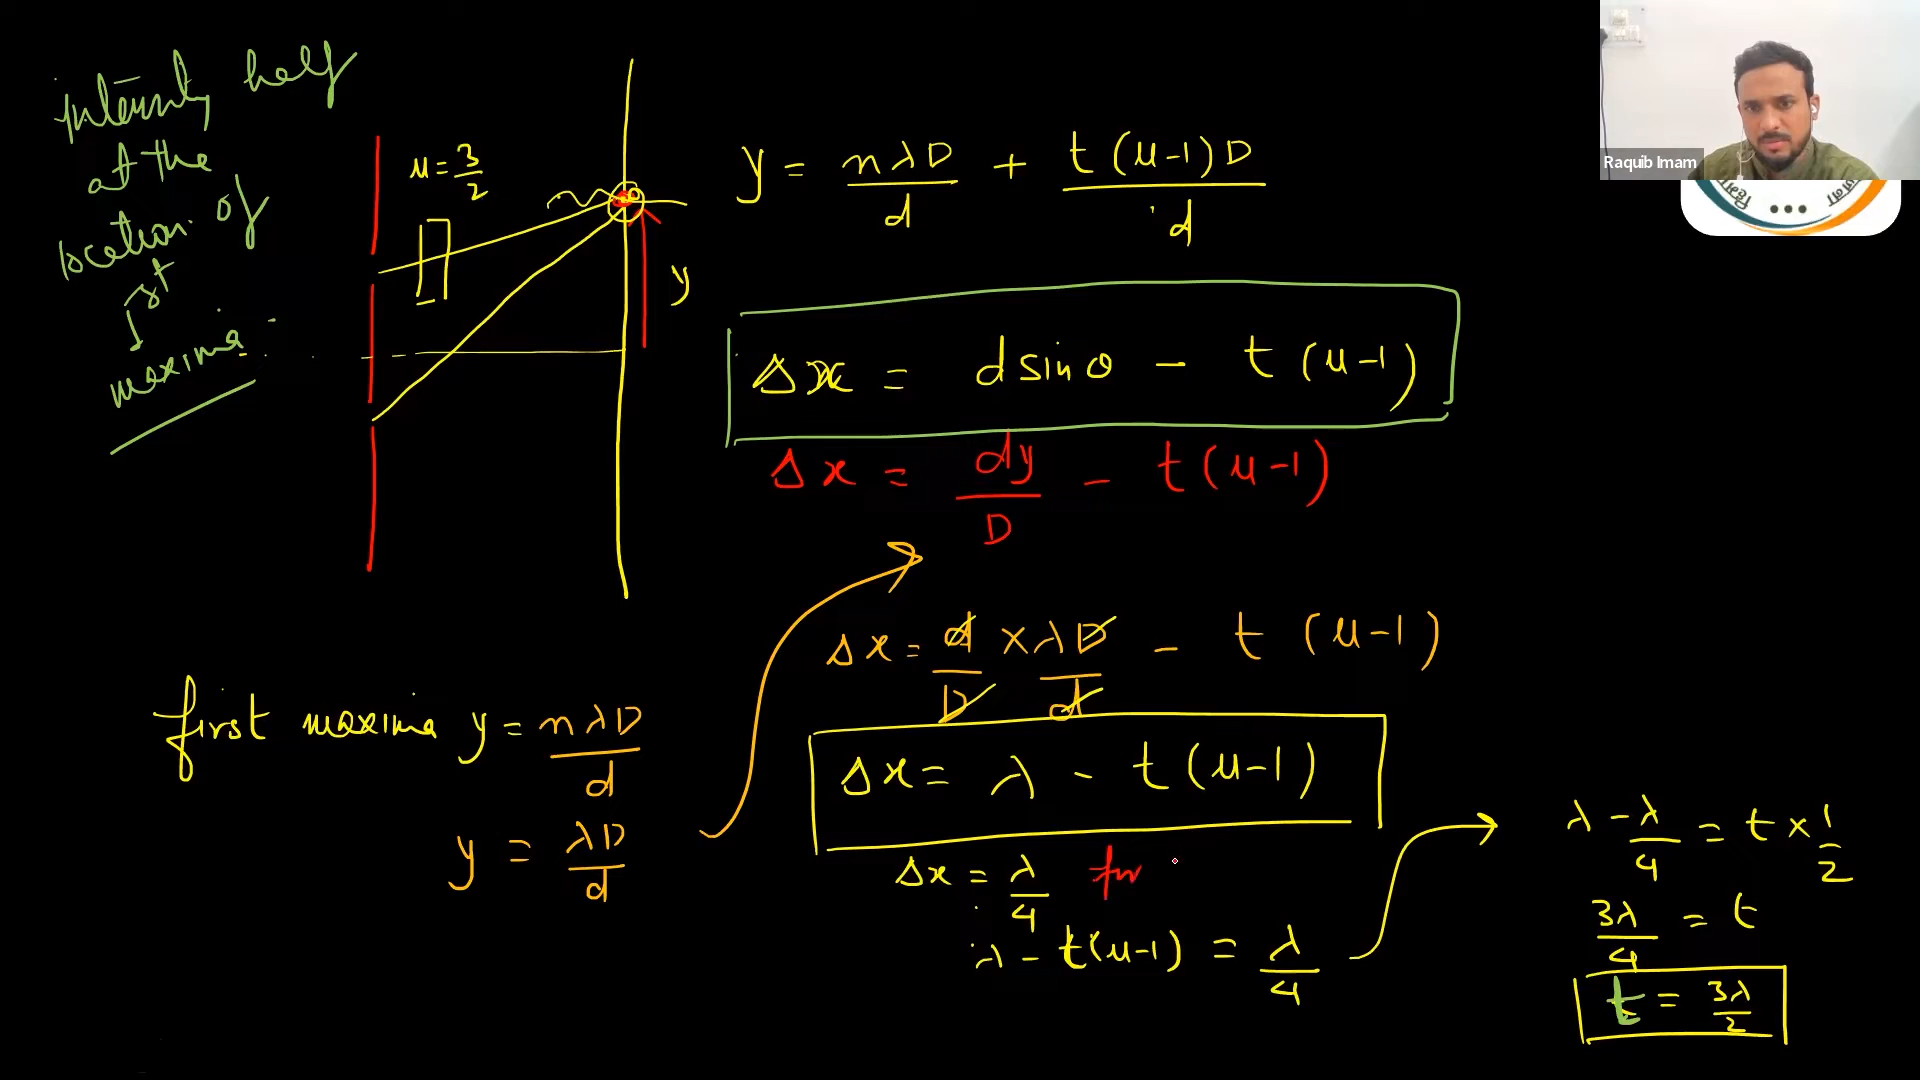 intensity half
at the
location of
1st
maxima
μ = 3/2
y
y = nλD/d + t(μ-1)D/d
Δx = d sinθ - t(μ-1)
Δx = dy/D - t(μ-1)
Δx = d/D × λD/d - t(μ-1)
first maxima y = nλD/d
y = λD/d
Δx = λ - t(μ-1)
Δx = λ/4 for
λ - t(μ-1) = λ/4
λ - λ/4 = t × 1/2
3λ/4 = t
t = 3λ/2
Raquib Imam